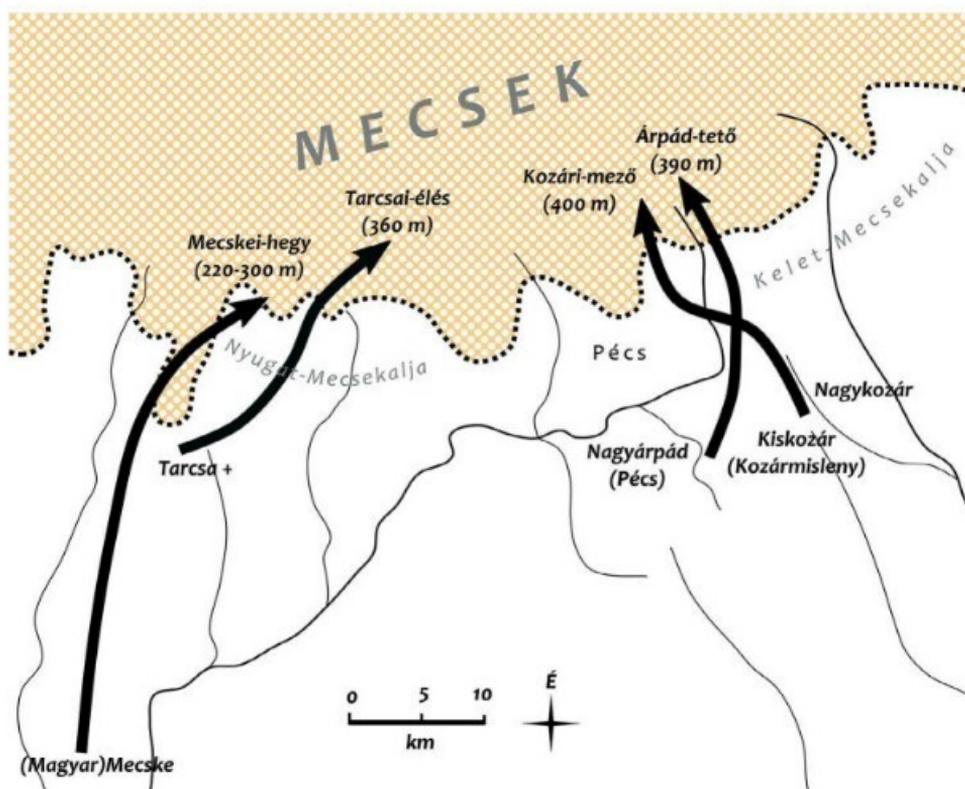 MECSEK
Árpád-tető
(390 m)
Kozári-mező
(400 m)
Tarcsai-élés
(360 m)
Mecskei-hegy
(220-300 m)
Kelet-Mecsekalja
Nyugat-Mecsekalja
Pécs
Nagykozár
Kiskozár
(Kozármisleny)
Nagyárpád
(Pécs)
Tarcsa +
0 5 10
km
É
(Magyar)Mecske